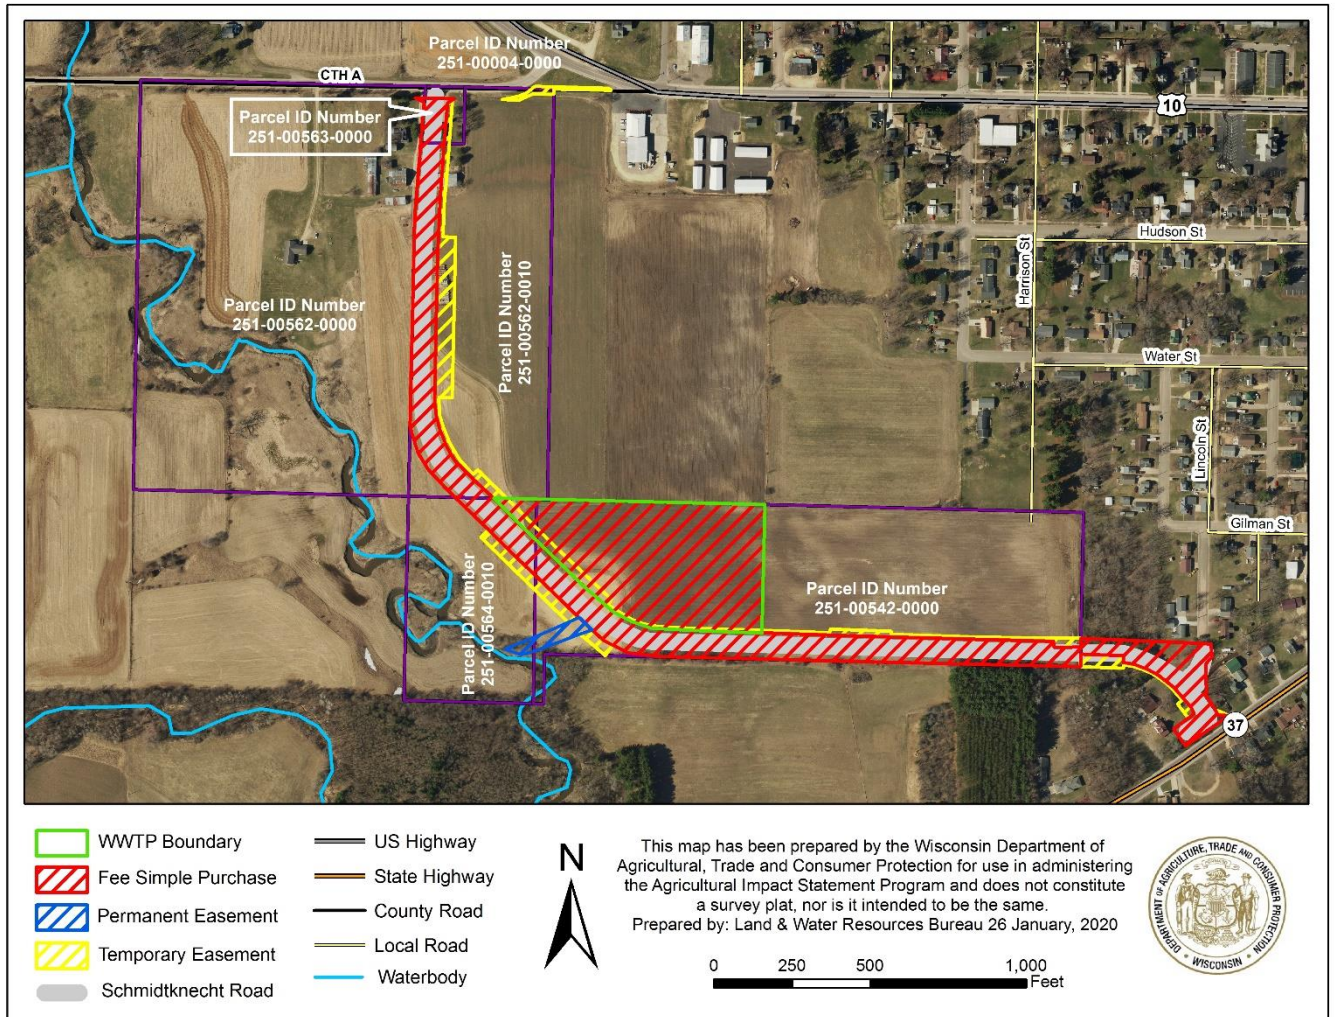 Parcel ID Number
251-00004-0000
CTH A
Parcel ID Number
251-00563-0000
10
Hudson St
Harrison St
Parcel ID Number
251-00562-0000
Parcel ID Number
251-00562-0010
Water St
Lincoln St
Gilman St
Parcel ID Number
251-00564-0010
Parcel ID Number
251-00542-0000
37
WWTP Boundary
Fee Simple Purchase
Permanent Easement
Temporary Easement
Schmidtknecht Road
US Highway
State Highway
County Road
Local Road
Waterbody
N
This map has been prepared by the Wisconsin Department of
Agricultural, Trade and Consumer Protection for use in administering
the Agricultural Impact Statement Program and does not constitute
a survey plat, nor is it intended to be the same.
Prepared by: Land & Water Resources Bureau 26 January, 2020
0 250 500 1,000
Feet
DEPARTMENT OF AGRICULTURE, TRADE AND CONSUMER PROTECTION
• WISCONSIN •